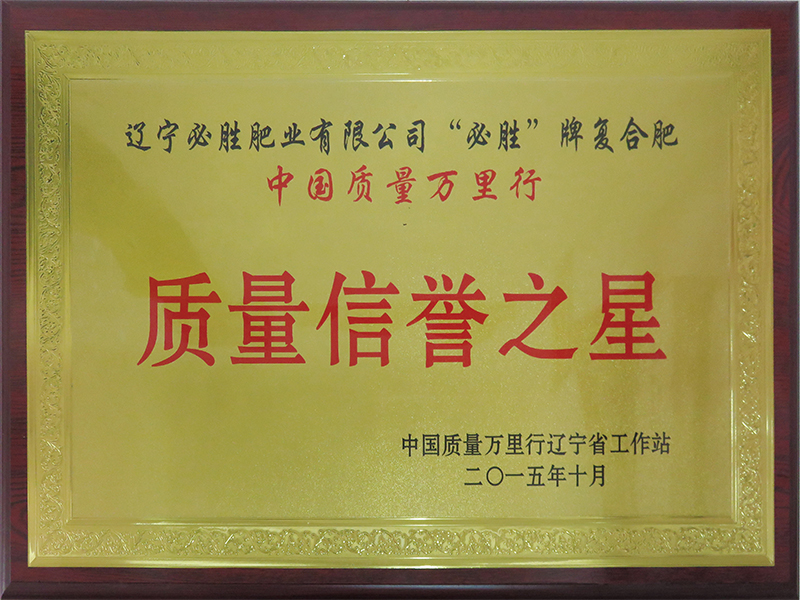 辽宁必胜肥业有限公司“必胜”牌复合肥
中国质量万里行
质量信誉之星
中国质量万里行辽宁省工作站
二〇一五年十月